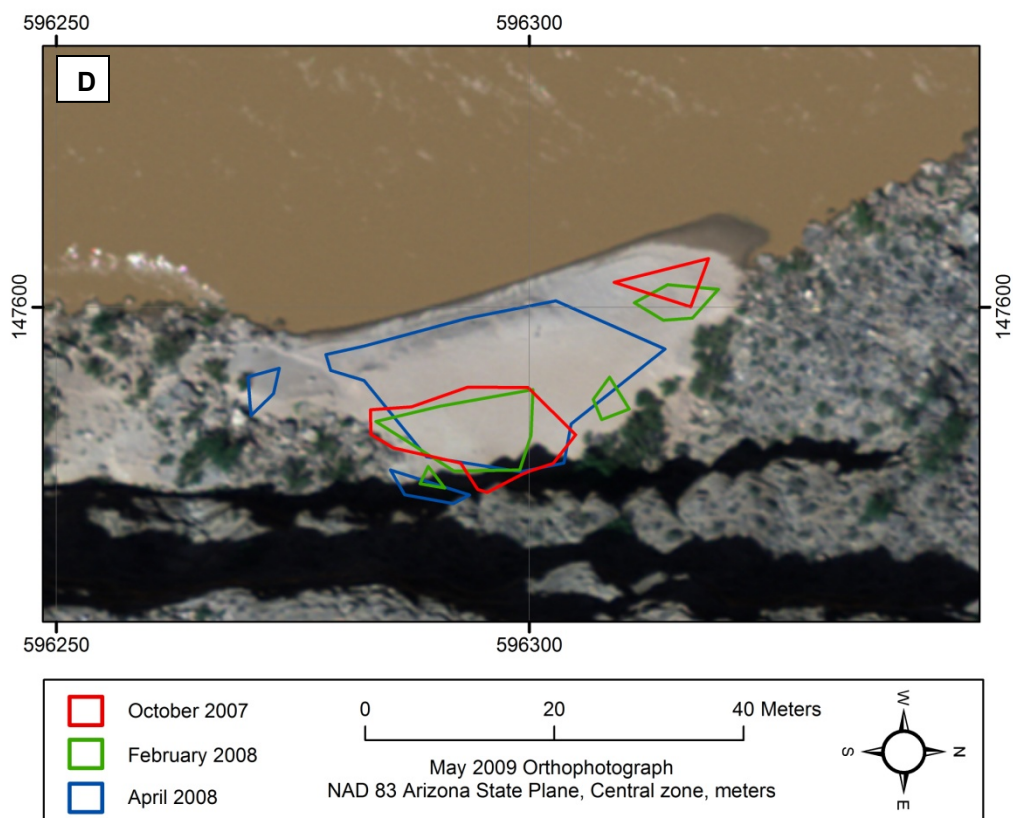 596250 596300
D
147600 147600
596250 596300
October 2007
February 2008
April 2008
0 20 40 Meters
May 2009 Orthophotograph
NAD 83 Arizona State Plane, Central zone, meters
W
S N
E